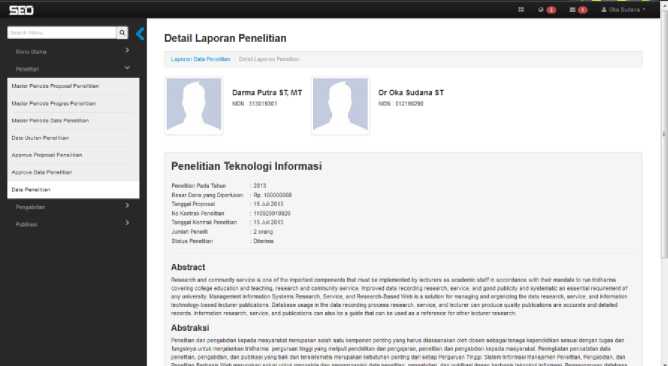 SEO
Oka Sudana
Search Menu
Menu Utama
Penelitian
Master Periode Proposal Penelitian
Master Periode Progres Penelitian
Master Periode Data Penelitian
Data Usulan Penelitian
Approve Proposal Penelitian
Approve Data Penelitian
Data Penelitian
Pengabdian
Publikasi
Detail Laporan Penelitian
Laporan Data Penelitian / Detail Laporan Penelitian
Darma Putra ST, MT
NIDN :
Dr Oka Sudana ST
NIDN :
Penelitian Teknologi Informasi
Penelitian Pada Tahun : 2013
Besar Dana yang Diperlukan : Rp. 100000000
Tanggal Proposal : 15 Juli 2013
No Kontrak Penelitian :
Tanggal Kontrak Penelitian : 15 Juli 2013
Jumlah Peneliti : 2 orang
Status Penelitian : Diterima
Abstract
Research and community service is one of the important components that must be implemented by lecturers as academic staff in accordance with their mandate to run tridharma
covering college education and teaching, research and community service. Improved data recording research, service, and good publicity and systematic as essential requirement of
any university. Management Information Systems Research, Service, and Research-Based Web is a solution for managing and organizing the data research, service, and information
technology-based lecturer publications. Database usage in the data recording process research, service, and lecturer can produce quality publications are accurate and detailed
records. Information research, service, and publications can also be a guide that can be used as a reference for other lecturer research.
Abstraksi
Penelitian dan pengabdian kepada masyarakat merupakan salah satu komponen penting yang harus dilaksanakan oleh dosen sebagai tenaga kependidikan sesuai dengan tugas dan
fungsinya untuk menjalankan tridharma perguruan tinggi yang meliputi pendidikan dan pengajaran, penelitian dan pengabdian kepada masyarakat. Peningkatan pencatatan data
penelitian, pengabdian, dan publikasi yang baik dan tersistematis merupakan kebutuhan penting dari setiap Perguruan Tinggi. Sistem Informasi Manajemen Penelitian, Pengabdian, dan